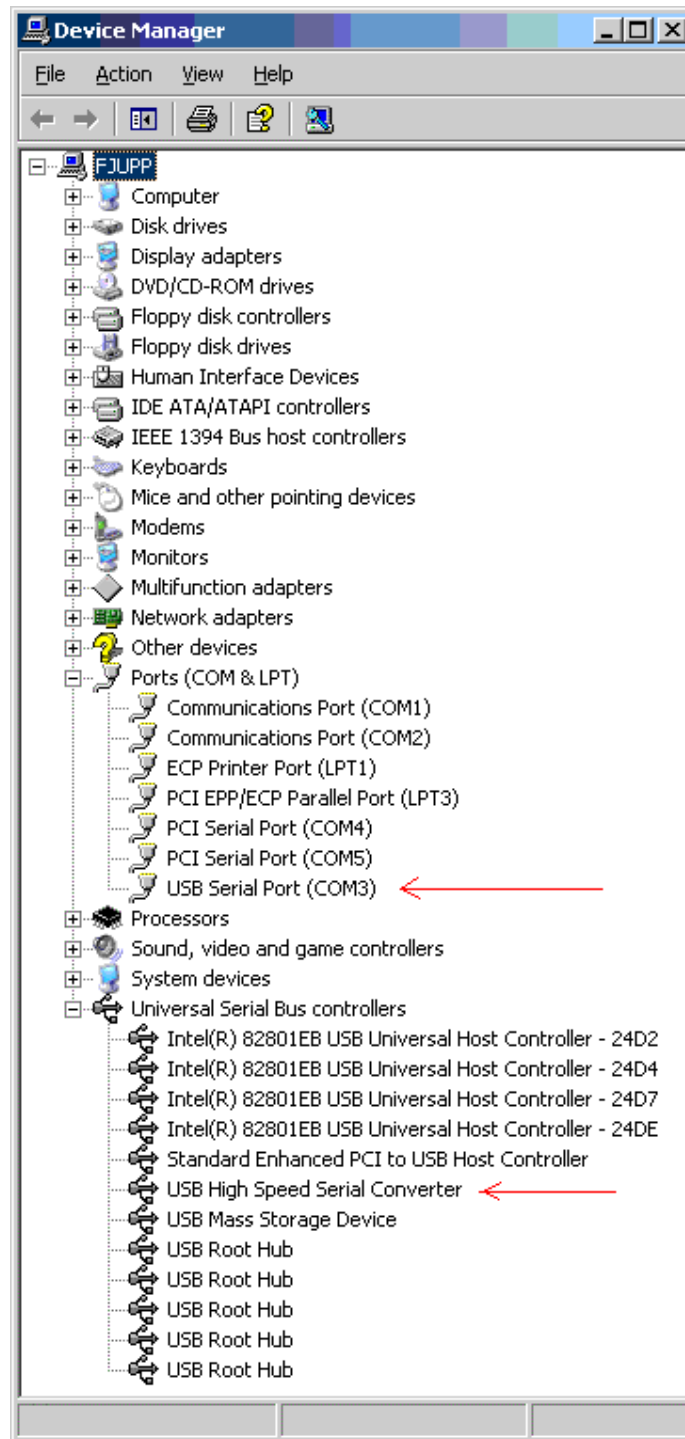 Device Manager
File Action View Help
FJUPP
Computer
Disk drives
Display adapters
DVD/CD-ROM drives
Floppy disk controllers
Floppy disk drives
Human Interface Devices
IDE ATA/ATAPI controllers
IEEE 1394 Bus host controllers
Keyboards
Mice and other pointing devices
Modems
Monitors
Multifunction adapters
Network adapters
Other devices
Ports (COM & LPT)
Communications Port (COM1)
Communications Port (COM2)
ECP Printer Port (LPT1)
PCI EPP/ECP Parallel Port (LPT3)
PCI Serial Port (COM4)
PCI Serial Port (COM5)
USB Serial Port (COM3)
Processors
Sound, video and game controllers
System devices
Universal Serial Bus controllers
Intel(R) 82801EB USB Universal Host Controller - 24D2
Intel(R) 82801EB USB Universal Host Controller - 24D4
Intel(R) 82801EB USB Universal Host Controller - 24D7
Intel(R) 82801EB USB Universal Host Controller - 24DE
Standard Enhanced PCI to USB Host Controller
USB High Speed Serial Converter
USB Mass Storage Device
USB Root Hub
USB Root Hub
USB Root Hub
USB Root Hub
USB Root Hub